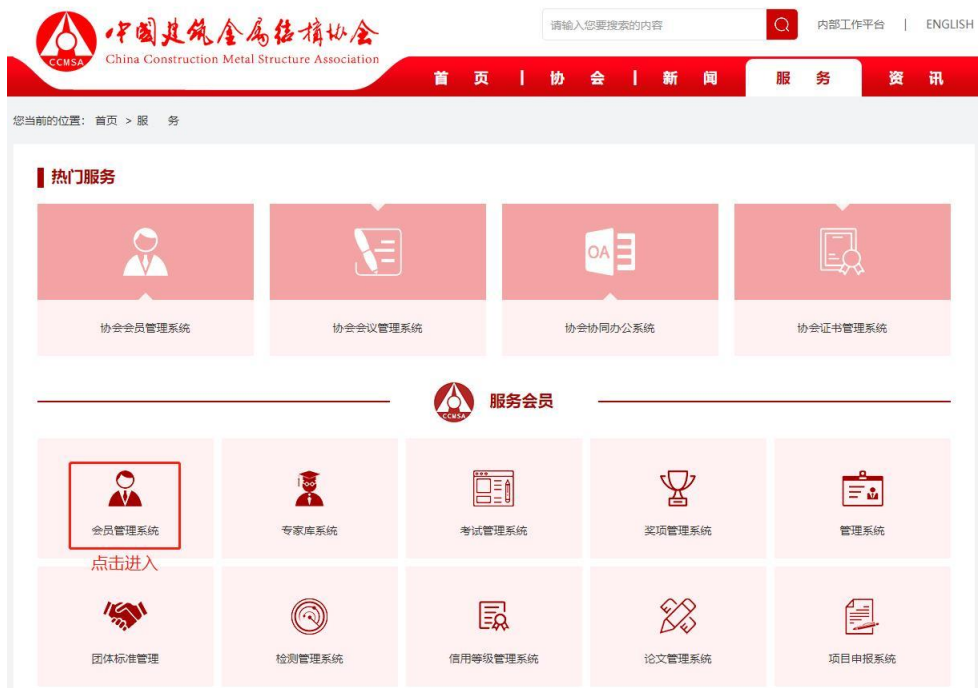 中国建筑金属结构协会
CCMSA
China Construction Metal Structure Association
请输入您要搜索的内容
内部工作平台 | ENGLISH
首 页 | 协 会 | 新 闻 服 务 资 讯
您当前的位置： 首页 > 服 务
热门服务
OA
协会会员管理系统 协会会议管理系统 协会协同办公系统 协会证书管理系统
CCMSA
服务会员
会员管理系统 专家库系统 考试管理系统 奖项管理系统 管理系统
点击进入
团体标准管理 检测管理系统 信用等级管理系统 论文管理系统 项目申报系统